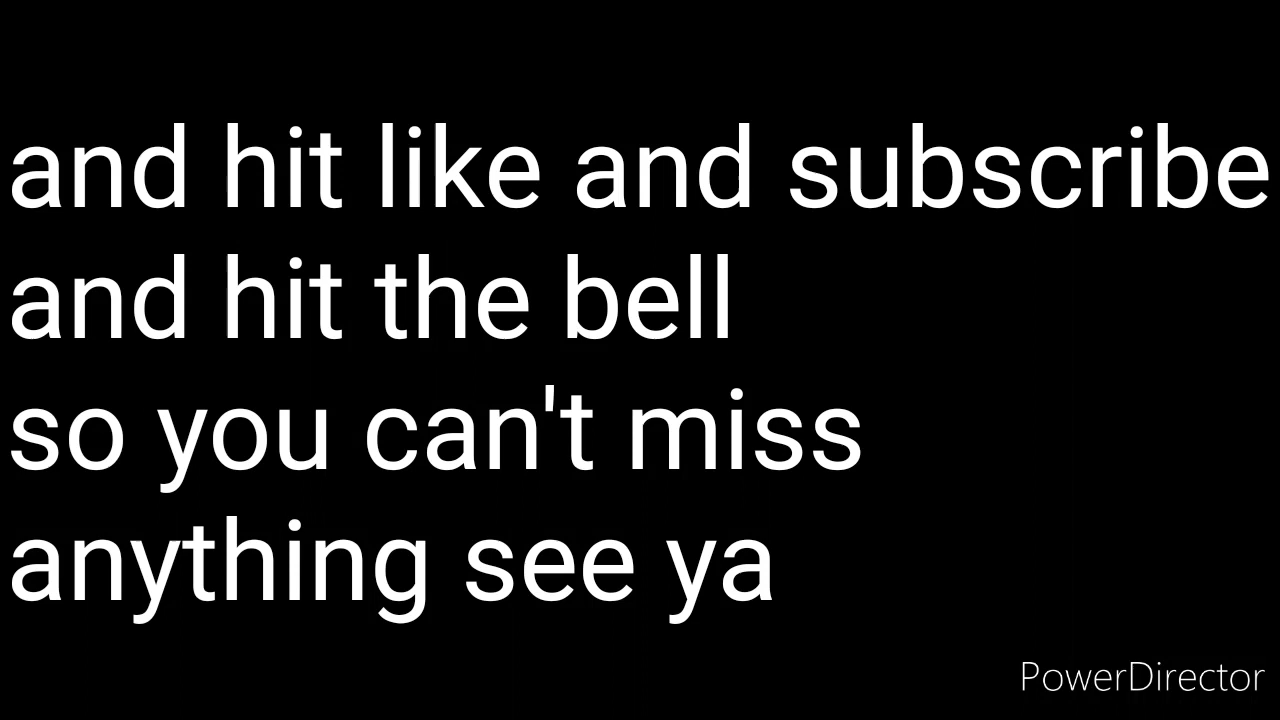 and hit like and subscribe
and hit the bell
so you can't miss
anything see ya
PowerDirector